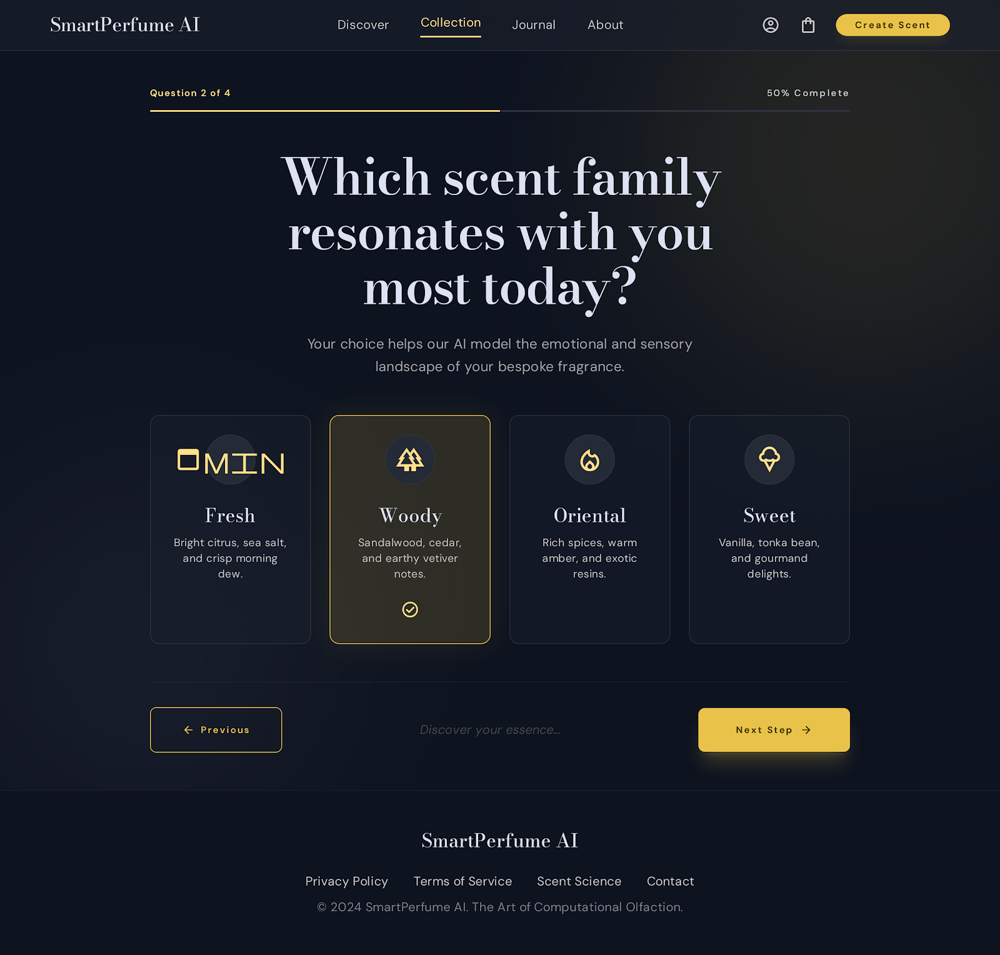 SmartPerfume AI
Discover
Collection
Journal
About
Create Scent
Question 2 of 4
50% Complete
Which scent family
resonates with you
most today?
Your choice helps our AI model the emotional and sensory
landscape of your bespoke fragrance.
MIN
Fresh
Bright citrus, sea salt,
and crisp morning
dew.
Woody
Sandalwood, cedar,
and earthy vetiver
notes.
Oriental
Rich spices, warm
amber, and exotic
resins.
Sweet
Vanilla, tonka bean,
and gourmand
delights.
Previous
Discover your essence...
Next Step
SmartPerfume AI
Privacy Policy
Terms of Service
Scent Science
Contact
© 2024 SmartPerfume AI. The Art of Computational Olfaction.